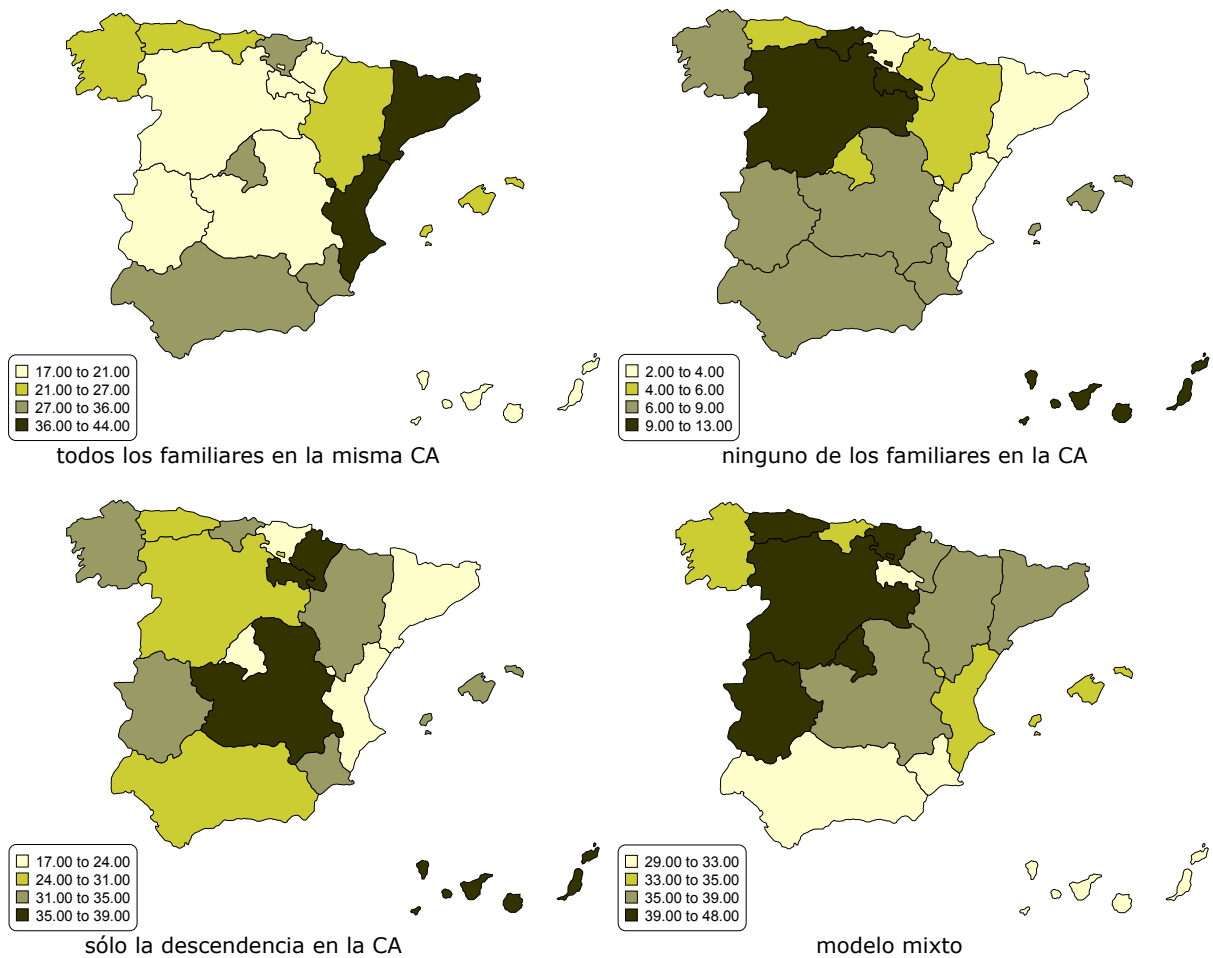 17.00 to 21.00
21.00 to 27.00
27.00 to 36.00
36.00 to 44.00
todos los familiares en la misma CA
2.00 to 4.00
4.00 to 6.00
6.00 to 9.00
9.00 to 13.00
ninguno de los familiares en la CA
17.00 to 24.00
24.00 to 31.00
31.00 to 35.00
35.00 to 39.00
sólo la descendencia en la CA
29.00 to 33.00
33.00 to 35.00
35.00 to 39.00
39.00 to 48.00
modelo mixto